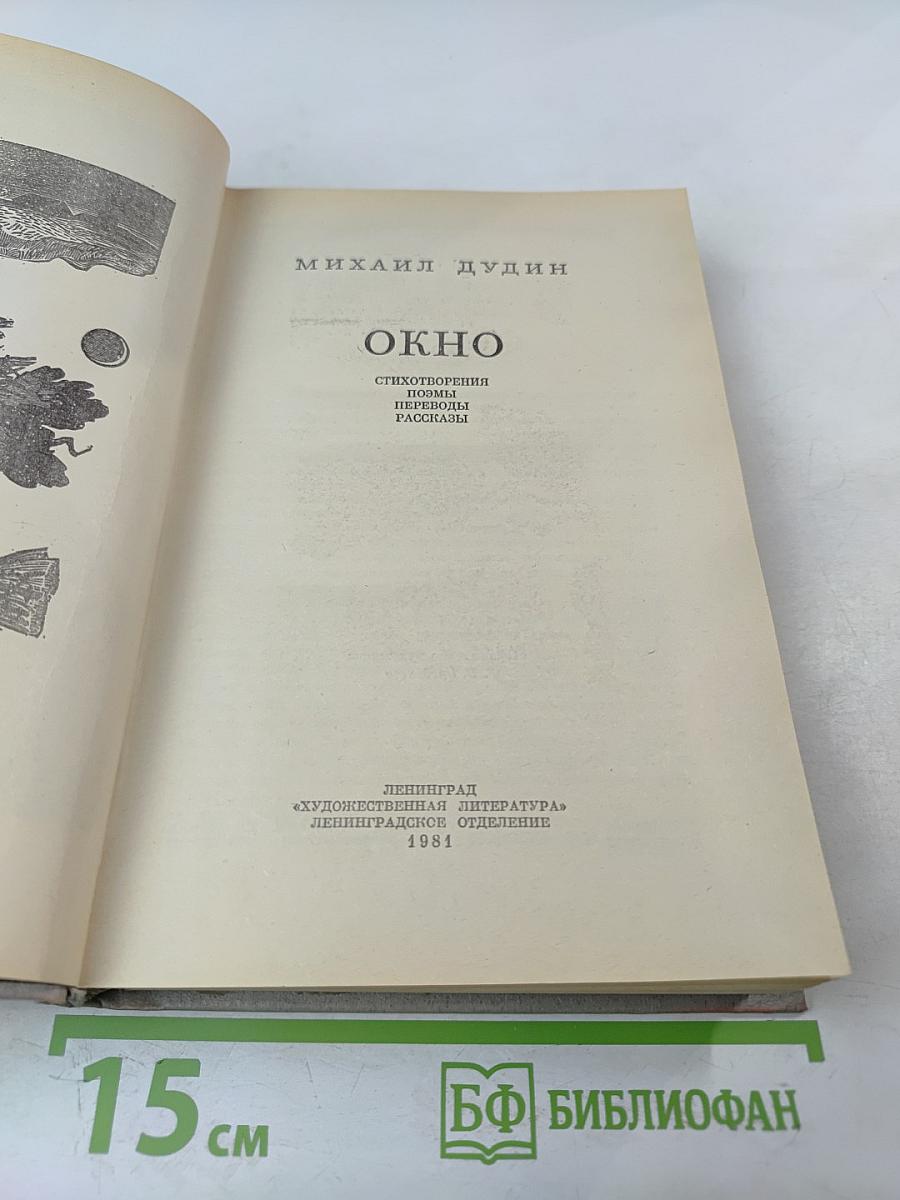 МИХАИЛ ДУДИН
ОКНО
СТИХОТВОРЕНИЯ
ПОЭМЫ
ПЕРЕВОДЫ
РАССКАЗЫ
ЛЕНИНГРАД
«ХУДОЖЕСТВЕННАЯ ЛИТЕРАТУРА»
ЛЕНИНГРАДСКОЕ ОТДЕЛЕНИЕ
1981
15 см
БФ БИБЛИОФАН